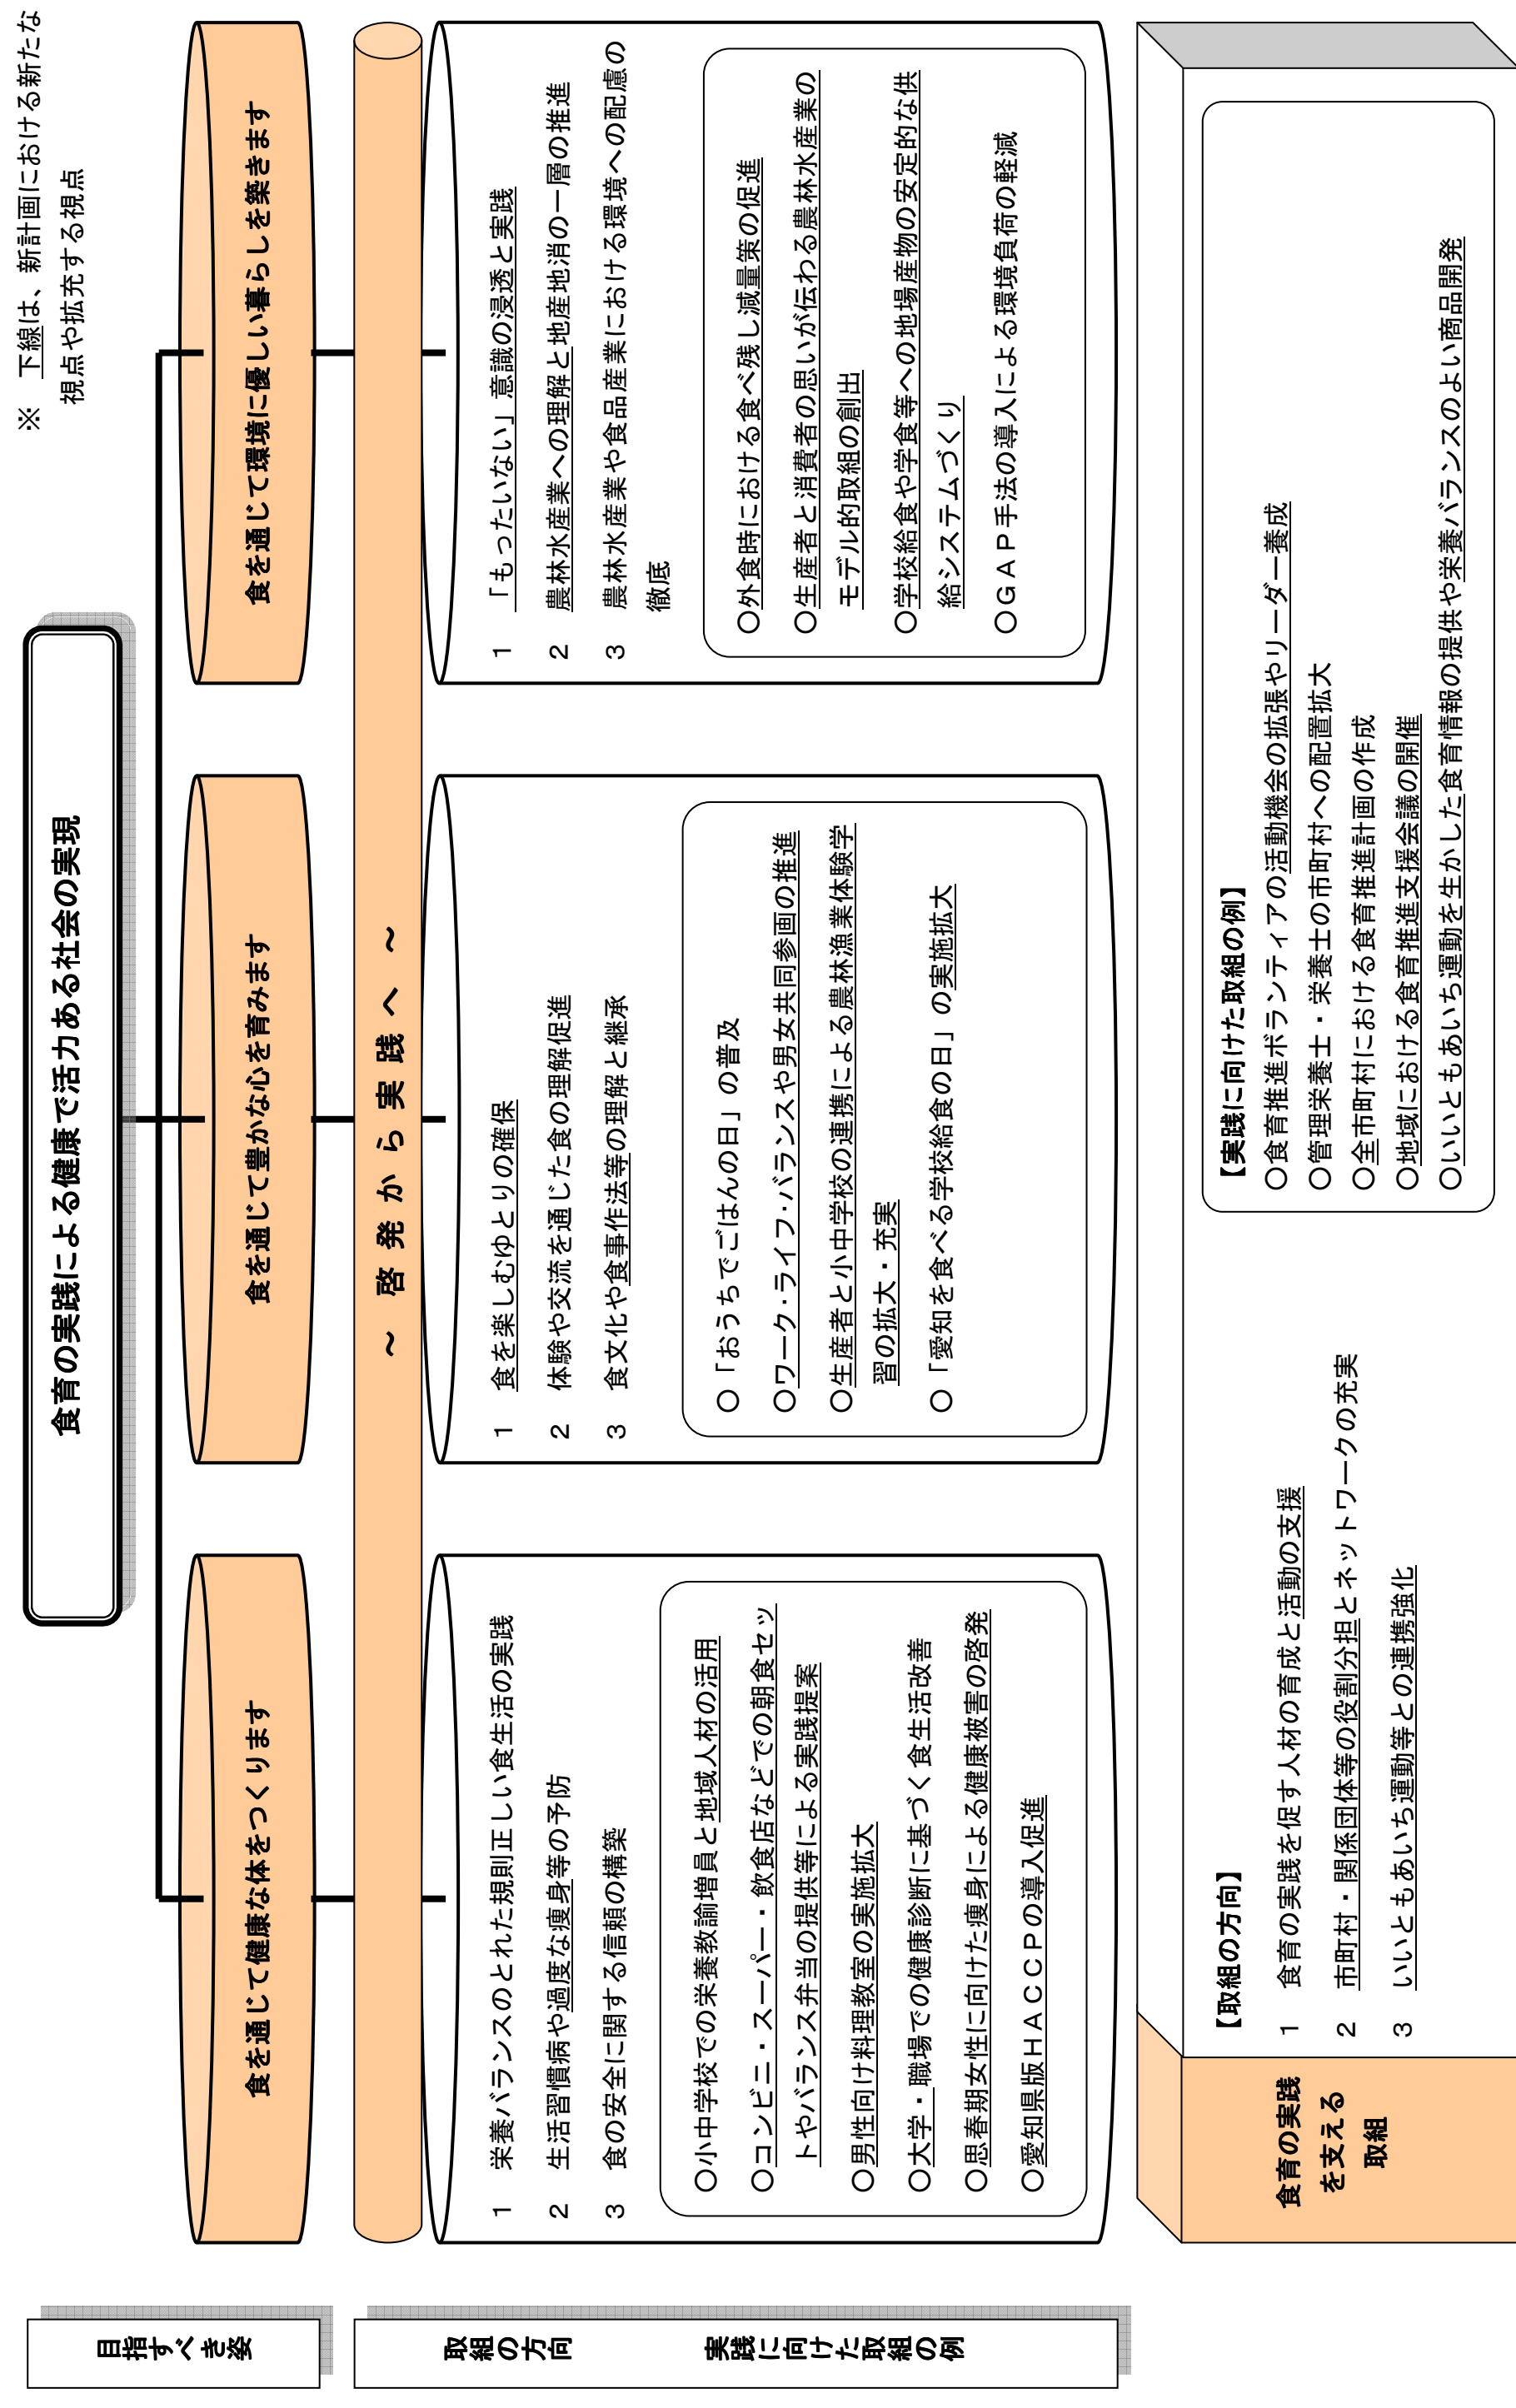 ※　下線は、新計画における新たな
視点や拡充する視点
食育の実践による健康で活力ある社会の実現
目指すべき姿
食を通じて健康な体をつくります
食を通じて豊かな心を育みます
食を通じて環境に優しい暮らしを築きます
～ 啓 発 か ら 実 践 へ ～
取組の方向
実践に向けた取組の例
1　栄養バランスのとれた規則正しい食生活の実践
2　生活習慣病や過度な痩身等の予防
3　食の安全に関する信頼の構築
○小中学校での栄養教諭増員と地域人材の活用
○コンビニ・スーパー・飲食店などでの朝食セッ
トやバランス弁当の提供等による実践提案
○男性向け料理教室の実施拡大
○大学・職場での健康診断に基づく食生活改善
○思春期女性に向けた痩身による健康被害の啓発
○愛知県版ＨＡＣＣＰの導入促進
1　食を楽しむゆとりの確保
2　体験や交流を通じた食の理解促進
3　食文化や食事作法等の理解と継承
○「おうちでごはんの日」の普及
○ワーク・ライフ・バランスや男女共同参画の推進
○生産者と小中学校の連携による農林漁業体験学
習の拡大・充実
○「愛知を食べる学校給食の日」の実施拡大
1　「もったいない」意識の浸透と実践
2　農林水産業への理解と地産地消の一層の推進
3　農林水産業や食品産業における環境への配慮の
徹底
○外食時における食べ残し減量策の促進
○生産者と消費者の思いが伝わる農林水産業の
モデル的取組の創出
○学校給食や学食等への地場産物の安定的な供
給システムづくり
○ＧＡＰ手法の導入による環境負荷の軽減
食育の実践
を支える
取組
【取組の方向】
1　食育の実践を促す人材の育成と活動の支援
2　市町村・関係団体等の役割分担とネットワークの充実
3　いいともあいち運動等との連携強化
【実践に向けた取組の例】
○食育推進ボランティアの活動機会の拡張やリーダー養成
○管理栄養士・栄養士の市町村への配置拡大
○全市町村における食育推進計画の作成
○地域における食育推進支援会議の開催
○いいともあいち運動を生かした食育情報の提供や栄養バランスのよい商品開発